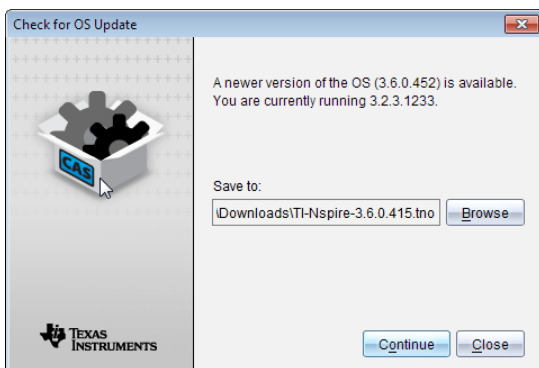 Check for OS Update
A newer version of the OS (3.6.0.452) is available.
You are currently running 3.2.3.1233.
CAS
Save to:
\Downloads\TI-Nspire-3.6.0.415.tno
Browse
TEXAS
INSTRUMENTS
Continue
Close